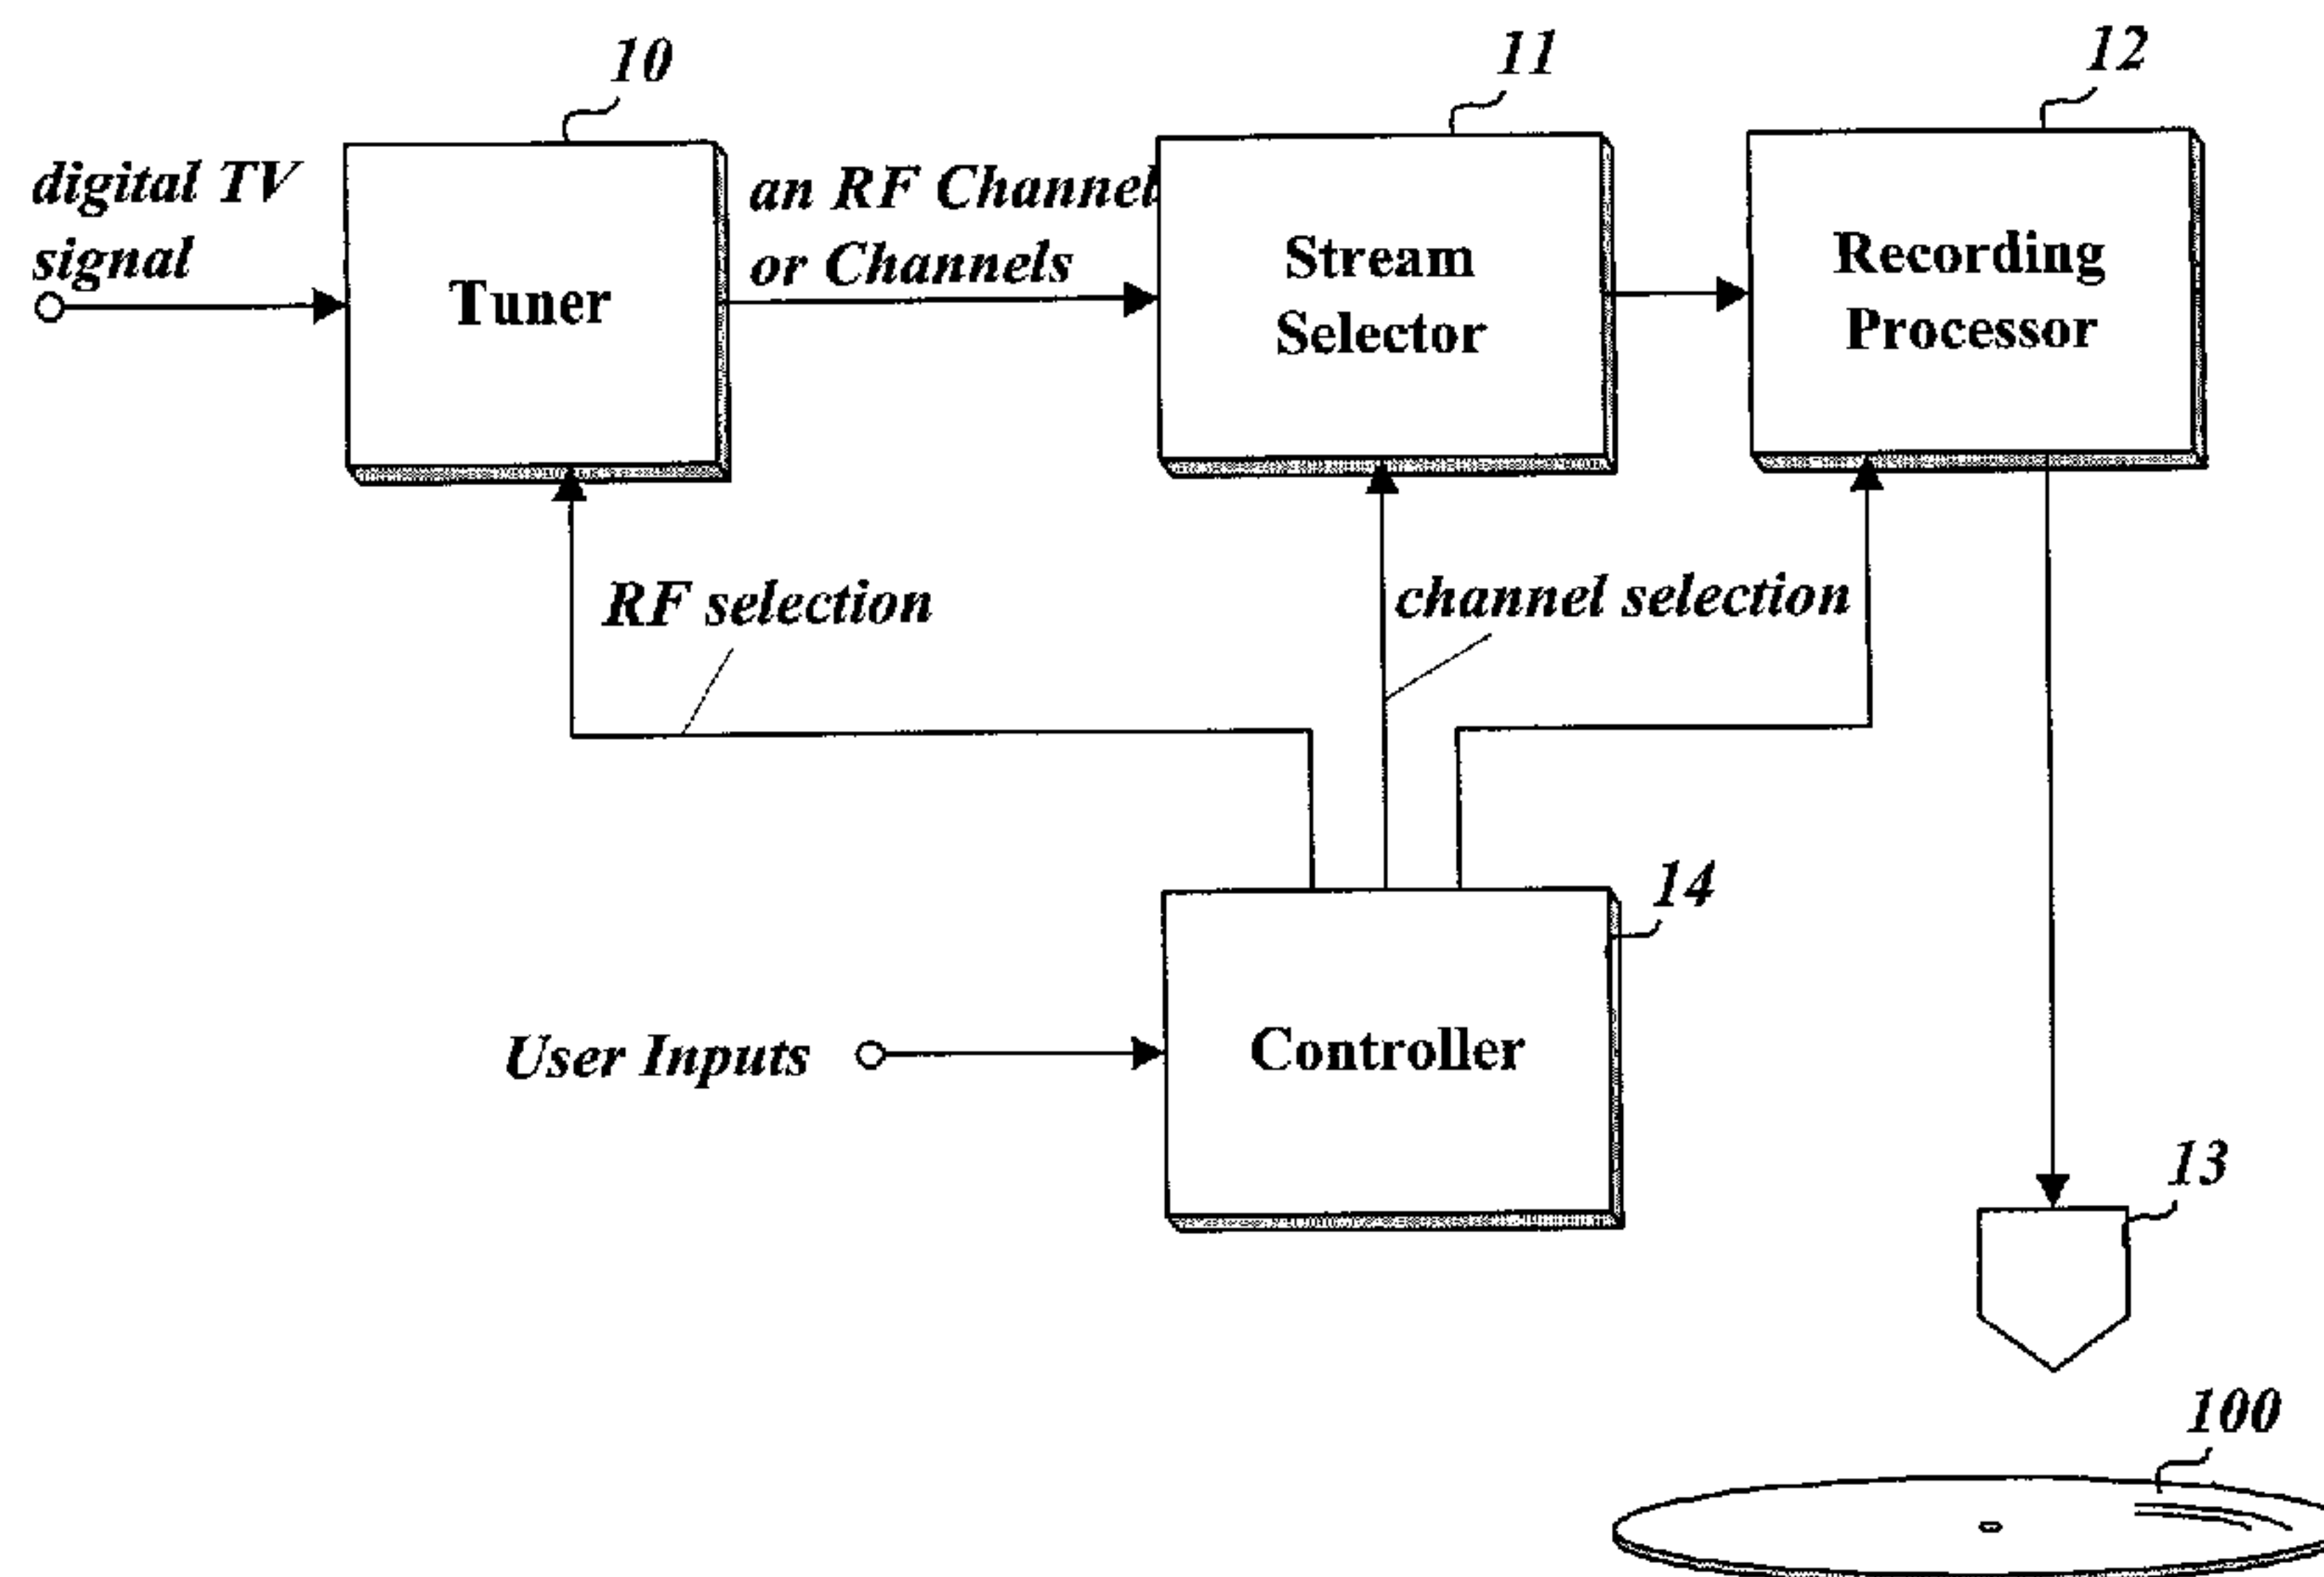 10
11
12
digital TV
signal
an RF Channel
or Channels
Tuner
Stream
Selector
Recording
Processor
RF selection
channel selection
14
User Inputs
Controller
13
100